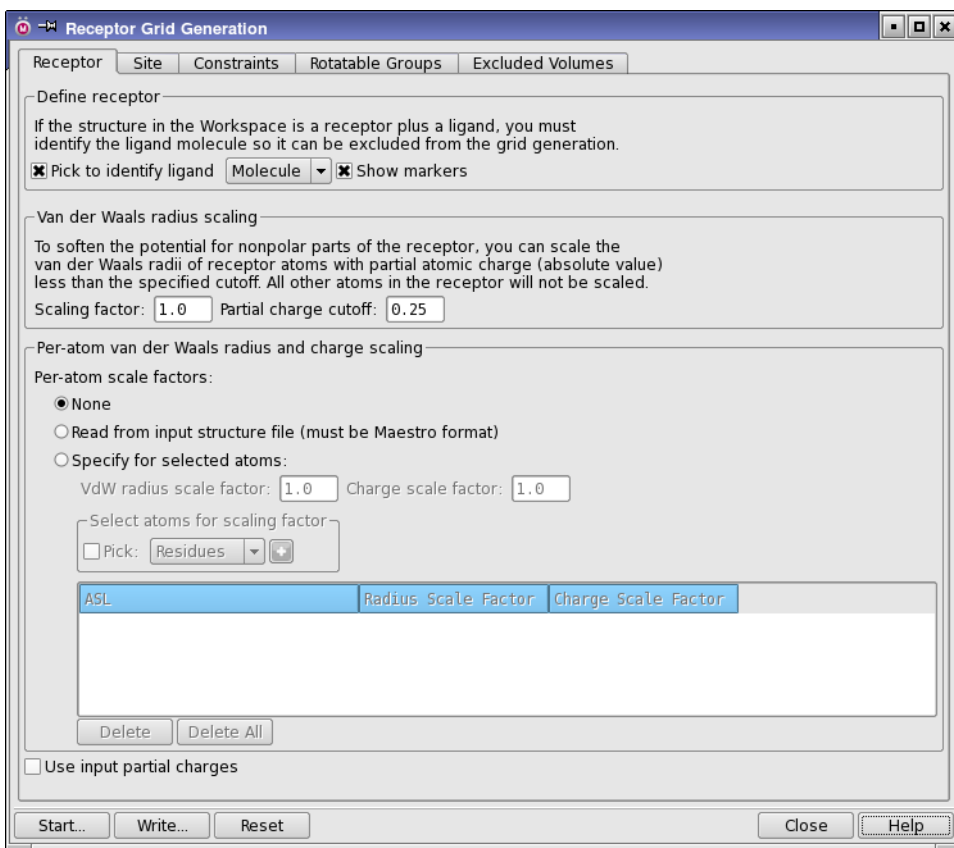 Receptor Grid Generation
Receptor Site Constraints Rotatable Groups Excluded Volumes
Define receptor
If the structure in the Workspace is a receptor plus a ligand, you must
identify the ligand molecule so it can be excluded from the grid generation.
Pick to identify ligand Molecule Show markers
Van der Waals radius scaling
To soften the potential for nonpolar parts of the receptor, you can scale the
van der Waals radii of receptor atoms with partial atomic charge (absolute value)
less than the specified cutoff. All other atoms in the receptor will not be scaled.
Scaling factor: 1.0 Partial charge cutoff: 0.25
Per-atom van der Waals radius and charge scaling
Per-atom scale factors:
None
Read from input structure file (must be Maestro format)
Specify for selected atoms:
VdW radius scale factor: 1.0 Charge scale factor: 1.0
Select atoms for scaling factor
Pick: Residues
ASL Radius Scale Factor Charge Scale Factor
Delete Delete All
Use input partial charges
Start... Write... Reset Close Help